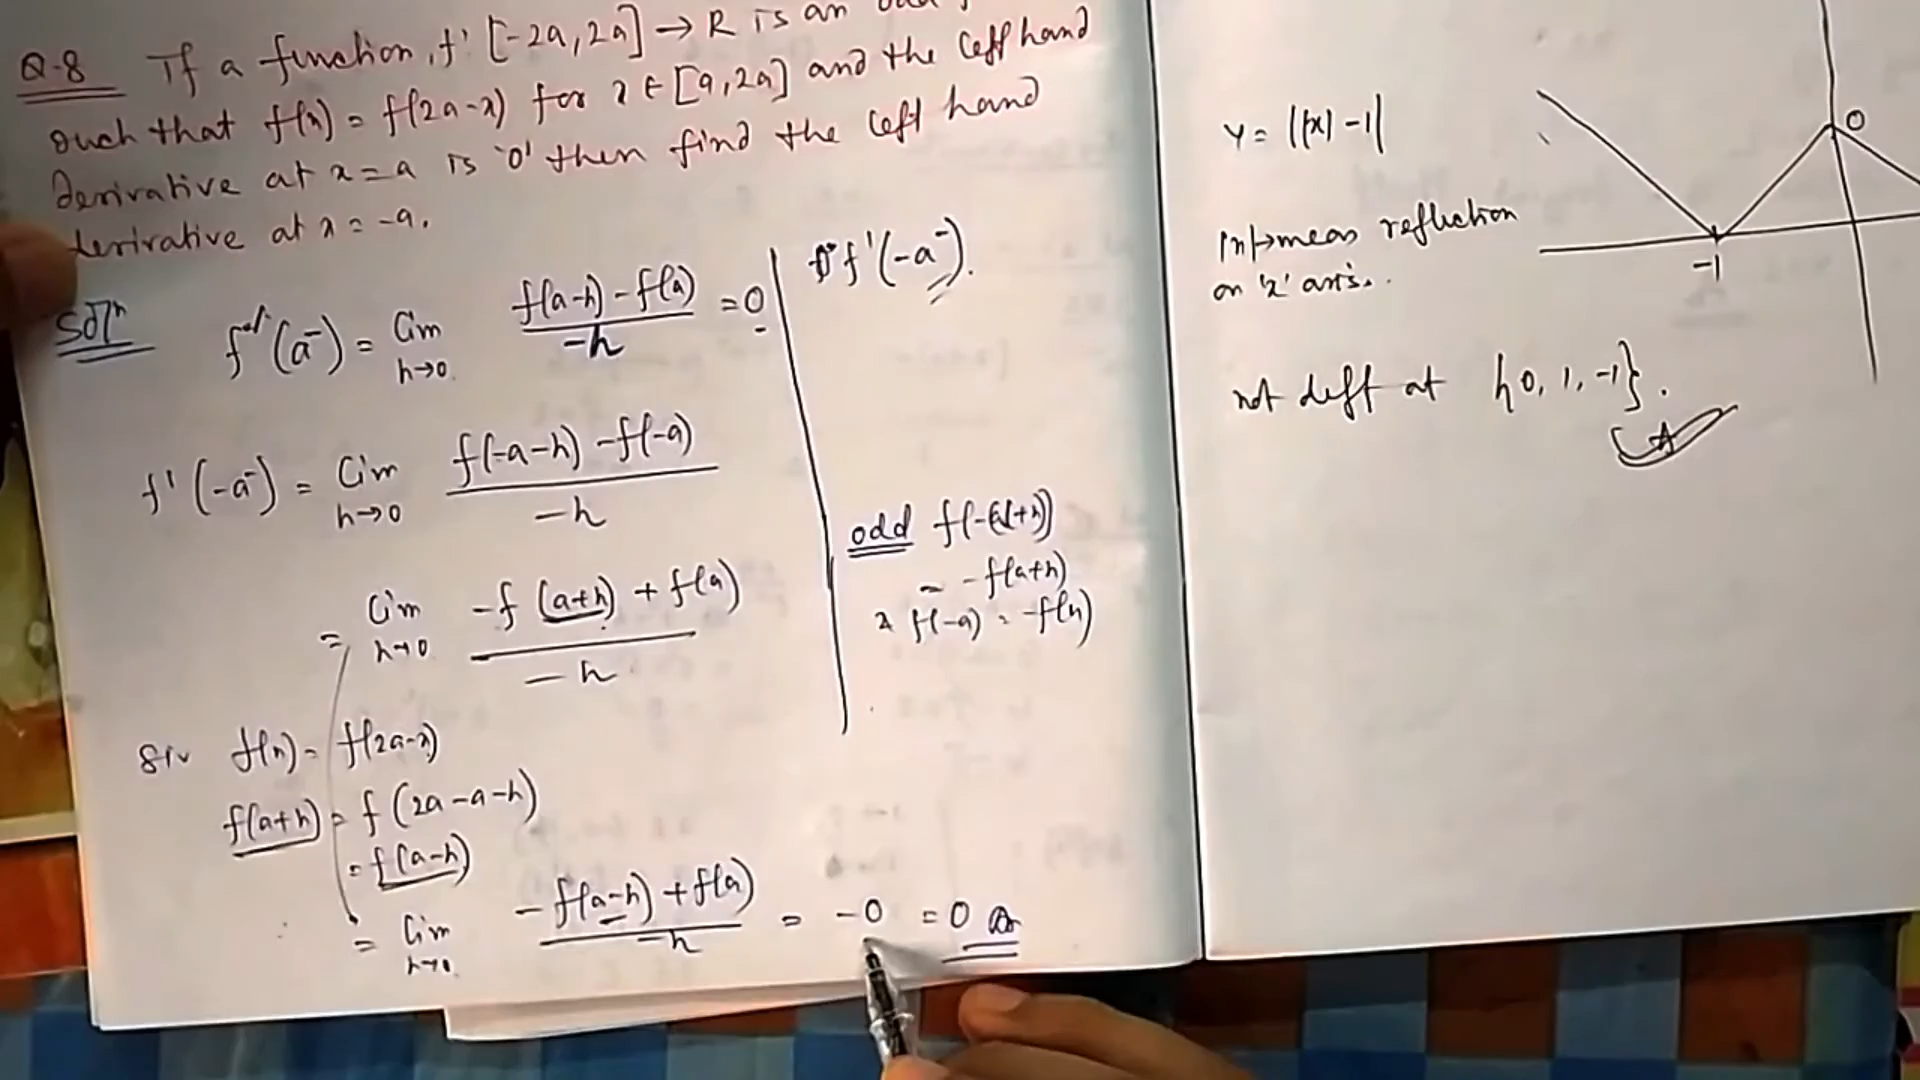 Q-8 If a function, f: [-2a, 2a] → R is an odd
such that f(x) = f(2a-x) for x ∈ [a, 2a] and the left hand
derivative at x = a is '0' then find the left hand
derivative at x = -a.
Solⁿ f'(a⁻) = lim h→0 f(a-h) - f(a) / -h = 0
f'(-a⁻).
f'(-a⁻) = lim h→0 f(-a-h) - f(-a) / -h
= lim h→0 -f(a+h) + f(a) / -h
odd f(-(a+h))
= -f(a+h)
f(-a) = -f(x)
f(x) = f(2a-x)
f(a+h) = f(2a-a-h)
= f(a-h)
= lim h→0 -f(a-h) + f(a) / -h = -0 = 0
y = ||x| - 1|
|x| → mean reflection
on 'x' axis.
0
-1
not diff at {0, 1, -1}.